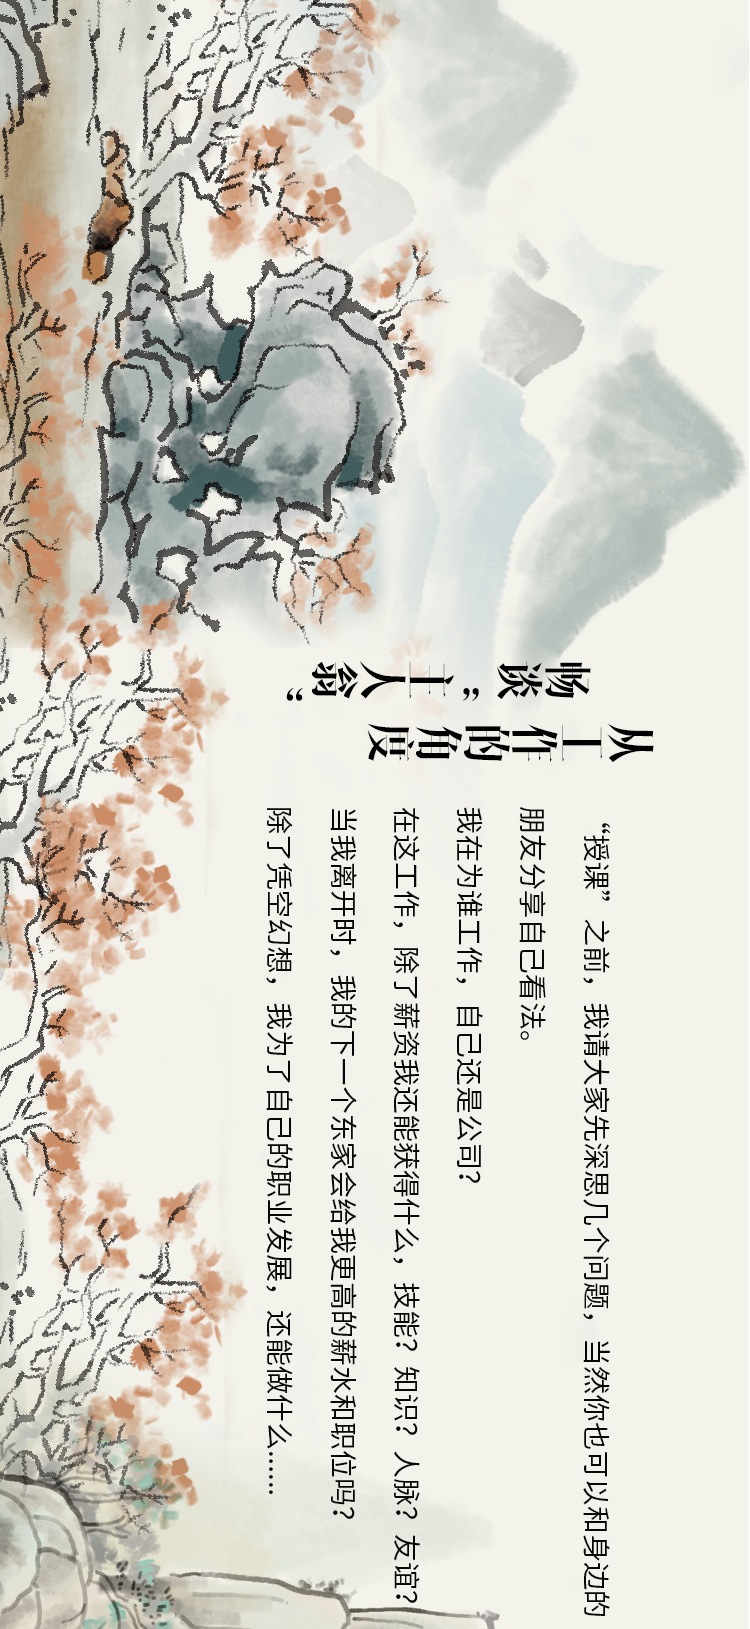 从工作的角度
畅谈“主人翁”
“授课”之前，我请大家先深思几个问题，当然你也可以和身边的
朋友分享自己看法。
我在为谁工作，自己还是公司？
在这工作，除了薪资我还能获得什么，技能？知识？人脉？友谊？
当我离开时，我的下一个东家会给我更高的薪水和职位吗？
除了凭空幻想，我为了自己的职业发展，还能做什么……